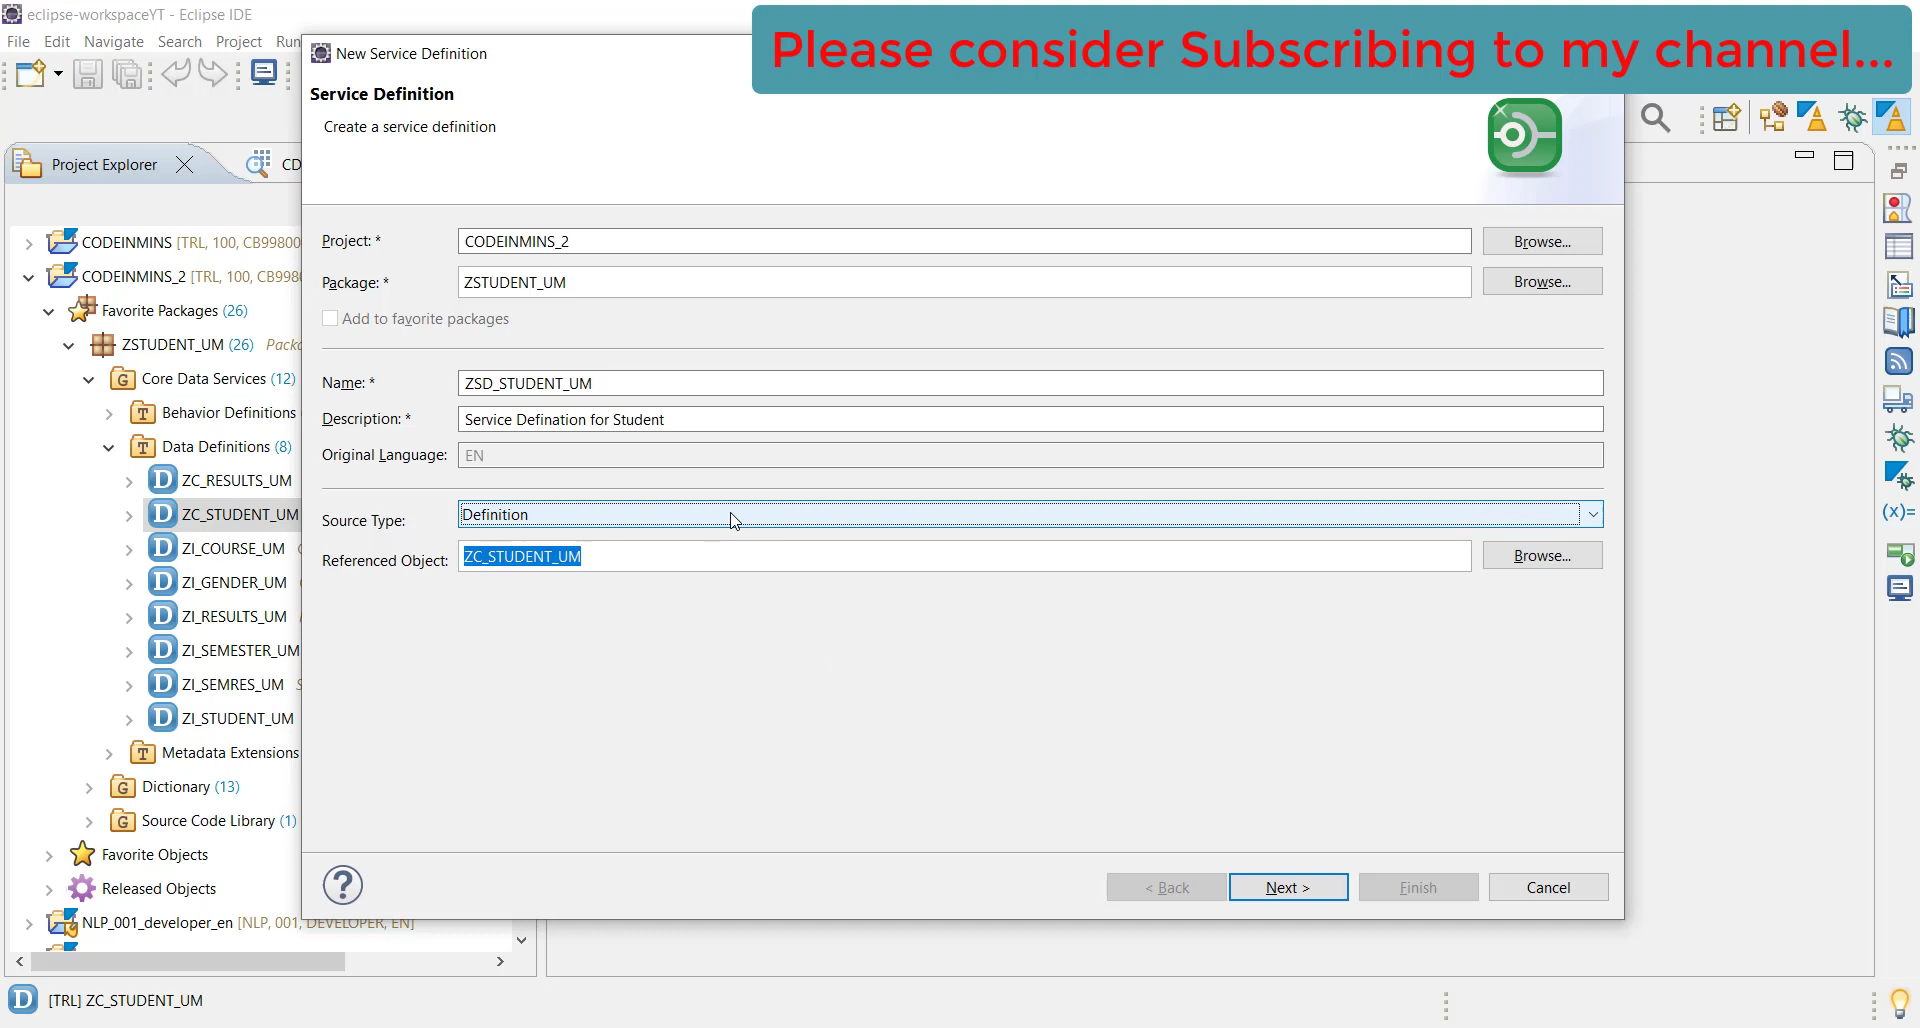 eclipse-workspaceYT - Eclipse IDE
Please consider Subscribing to my channel...
File Edit Navigate Search Project Run
New Service Definition
Service Definition
Create a service definition
Project Explorer
CD
CODEINMINS [TRL, 100, CB99800
CODEINMINS_2 [TRL, 100, CB9980
Favorite Packages (26)
ZSTUDENT_UM (26) Packa
Core Data Services (12)
Behavior Definitions
Data Definitions (8)
ZC_RESULTS_UM
ZC_STUDENT_UM
ZI_COURSE_UM
ZI_GENDER_UM
ZI_RESULTS_UM
ZI_SEMESTER_UM
ZI_SEMRES_UM S
ZI_STUDENT_UM
Metadata Extensions
Dictionary (13)
Source Code Library (1)
Favorite Objects
Released Objects
NLP_001_developer_en [NLP, 001, DEVELOPER, EN]
Project: * CODEINMINS_2 Browse...
Package: * ZSTUDENT_UM Browse...
Add to favorite packages
Name: * ZSD_STUDENT_UM
Description: * Service Defination for Student
Original Language: EN
Source Type: Definition
Referenced Object: ZC_STUDENT_UM Browse...
(x)=
? < Back Next > Finish Cancel
[TRL] ZC_STUDENT_UM